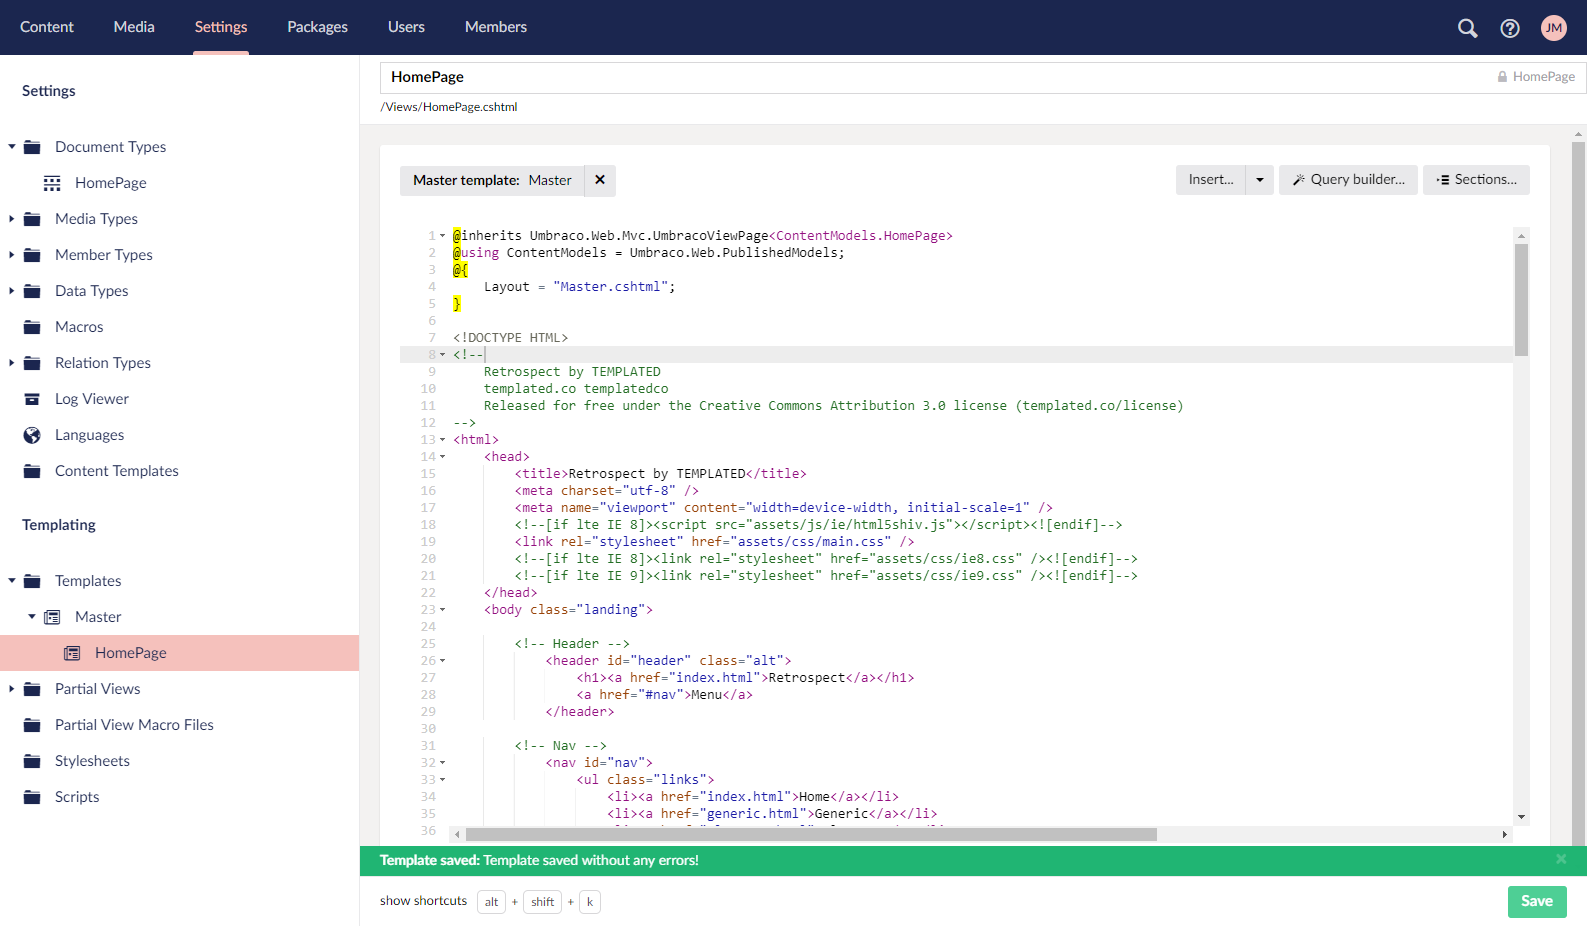 Content Media Settings Packages Users Members JM
Settings
Document Types
HomePage
Media Types
Member Types
Data Types
Macros
Relation Types
Log Viewer
Languages
Content Templates
Templating
Templates
Master
HomePage
Partial Views
Partial View Macro Files
Stylesheets
Scripts
HomePage HomePage
/Views/HomePage.cshtml
Master template: Master Insert... Query builder... Sections...
1 @inherits Umbraco.Web.Mvc.UmbracoViewPage<ContentModels.HomePage>
2 @using ContentModels = Umbraco.Web.PublishedModels;
3 @{
4 Layout = "Master.cshtml";
5 }
6
7 <!DOCTYPE HTML>
8 <!--
9 Retrospect by TEMPLATED
10 templated.co templatedco
11 Released for free under the Creative Commons Attribution 3.0 license (templated.co/license)
12 -->
13 <html>
14 <head>
15 <title>Retrospect by TEMPLATED</title>
16 <meta charset="utf-8" />
17 <meta name="viewport" content="width=device-width, initial-scale=1" />
18 <!--[if lte IE 8]><script src="assets/js/ie/html5shiv.js"></script><![endif]-->
19 <link rel="stylesheet" href="assets/css/main.css" />
20 <!--[if lte IE 8]><link rel="stylesheet" href="assets/css/ie8.css" /><![endif]-->
21 <!--[if lte IE 9]><link rel="stylesheet" href="assets/css/ie9.css" /><![endif]-->
22 </head>
23 <body class="landing">
24
25 <!-- Header -->
26 <header id="header" class="alt">
27 <h1><a href="index.html">Retrospect</a></h1>
28 <a href="#nav">Menu</a>
29 </header>
30
31 <!-- Nav -->
32 <nav id="nav">
33 <ul class="links">
34 <li><a href="index.html">Home</a></li>
35 <li><a href="generic.html">Generic</a></li>
36
Template saved: Template saved without any errors!
show shortcuts alt + shift + k Save